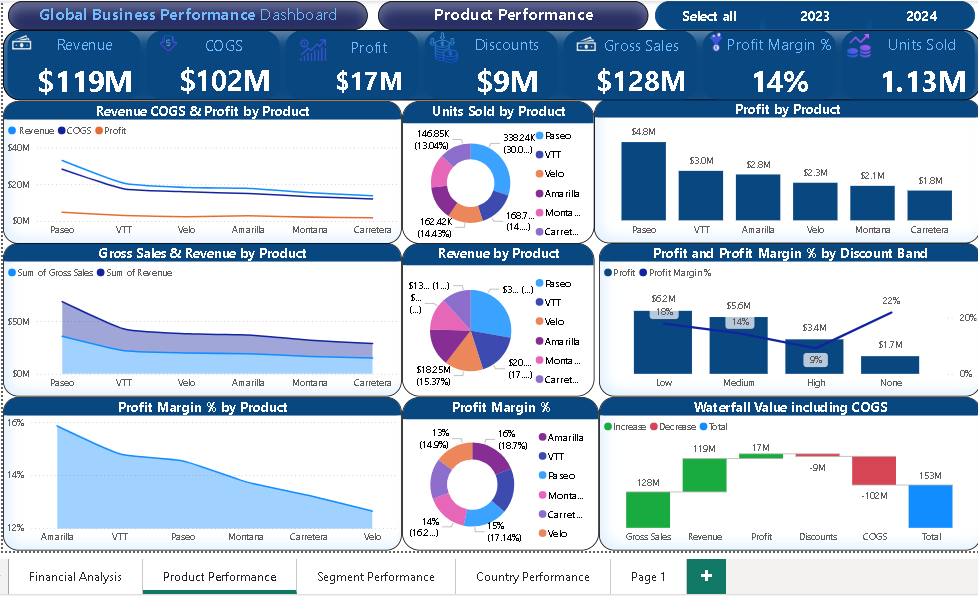 Global Business Performance Dashboard
Product Performance
Select all 2023 2024
Revenue
$119M
COGS
$102M
Profit
$17M
Discounts
$9M
Gross Sales
$128M
Profit Margin %
14%
Units Sold
1.13M
Revenue COGS & Profit by Product
Revenue COGS Profit
$40M
$20M
$0M
Paseo VTT Velo Amarilla Montana Carretera
Units Sold by Product
146.85K
(13.04%)
338.24K
(30.0...)
162.42K
(14.43%)
168.7...
(14....)
Paseo
VTT
Velo
Amarilla
Monta...
Carret...
Profit by Product
$4.8M
$3.0M
$2.8M
$2.3M
$2.1M
$1.8M
Paseo VTT Amarilla Velo Montana Carretera
Gross Sales & Revenue by Product
Sum of Gross Sales Sum of Revenue
$50M
$0M
Paseo VTT Velo Amarilla Montana Carretera
Revenue by Product
$13... (1...)
$...
(...)
$3... (...)
$18.25M
(15.37%)
$20....
(17....)
Paseo
VTT
Velo
Amarilla
Monta...
Carret...
Profit and Profit Margin % by Discount Band
Profit Profit Margin%
$6.2M
18%
$5.6M
14%
$3.4M
9%
$1.7M
22%
20%
0%
Low Medium High None
Profit Margin % by Product
16%
14%
12%
Amarilla VTT Paseo Montana Carretera Velo
Profit Margin %
13%
(14.9%)
16%
(18.7%)
14%
(16.2...)
15%
(17.14%)
Amarilla
VTT
Paseo
Monta...
Carret...
Velo
Waterfall Value including COGS
Increase Decrease Total
128M
119M
17M
-9M
-102M
153M
Gross Sales Revenue Profit Discounts COGS Total
Financial Analysis Product Performance Segment Performance Country Performance Page 1 +